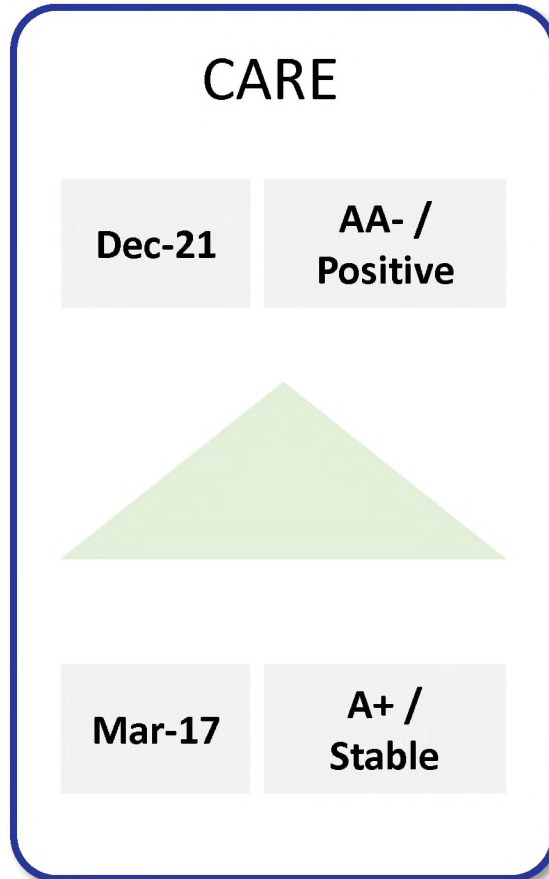 CARE
Dec-21
AA- /
Positive
Mar-17
A+ /
Stable